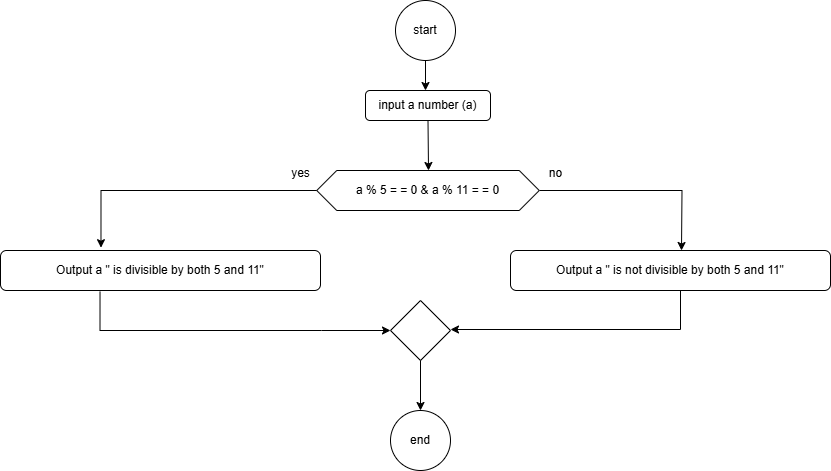 start
input a number (a)
yes
no
a % 5 = = 0 & a % 11 = = 0
Output a " is divisible by both 5 and 11"
Output a " is not divisible by both 5 and 11"
end